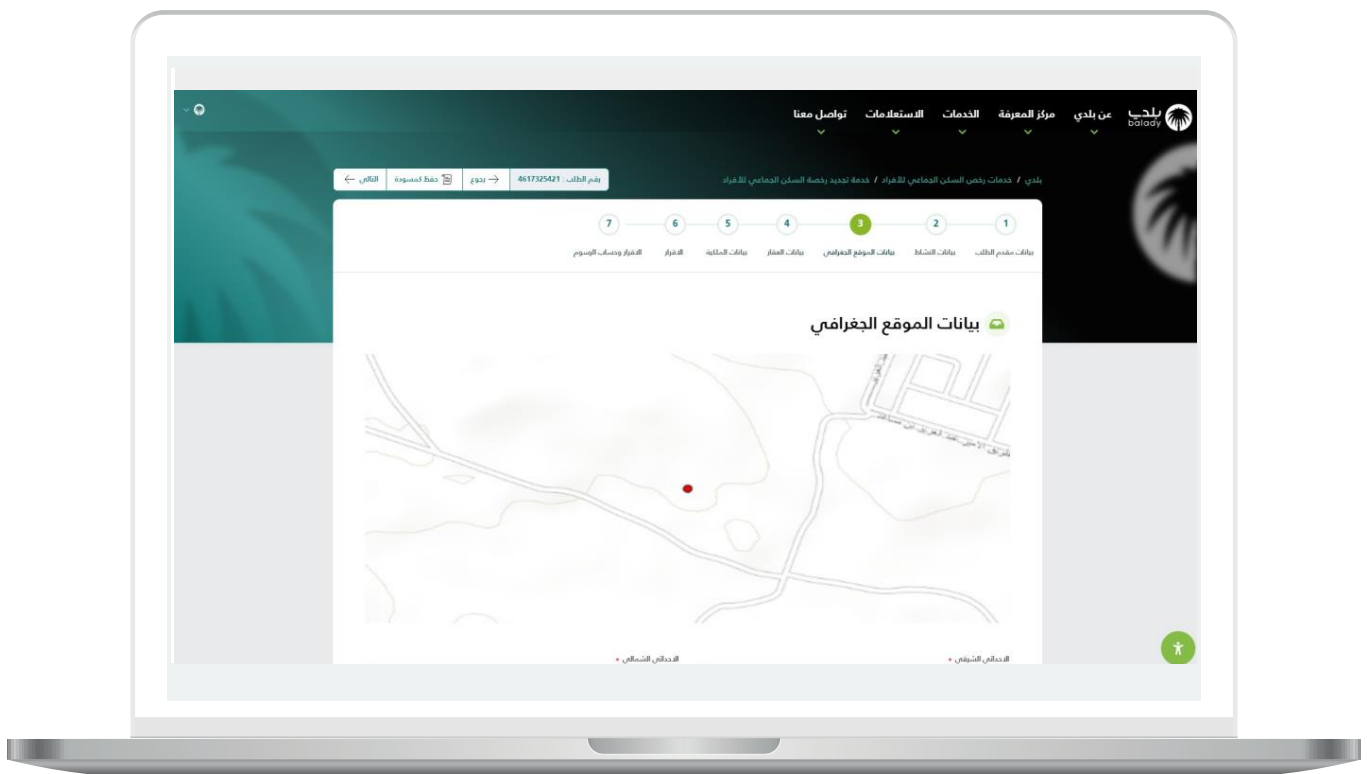 بلدي
balady
عن بلدي
مركز المعرفة
الخدمات
الاستعلامات
تواصل معنا
بلدي / خدمات رخص السكن الجماعي للأفراد / خدمة تجديد رخصة السكن الجماعي للأفراد
رقم الطلب : 4617325421
رجوع
حفظ كمسودة
التالي
1
2
3
4
5
6
7
بيانات مقدم الطلب
بيانات النشاط
بيانات الموقع الجغرافي
بيانات العقار
بيانات الملكية
الاقرار
الاقرار وحساب الرسوم
بيانات الموقع الجغرافي
الاحداثي الشرقي *
الاحداثي الشمالي *